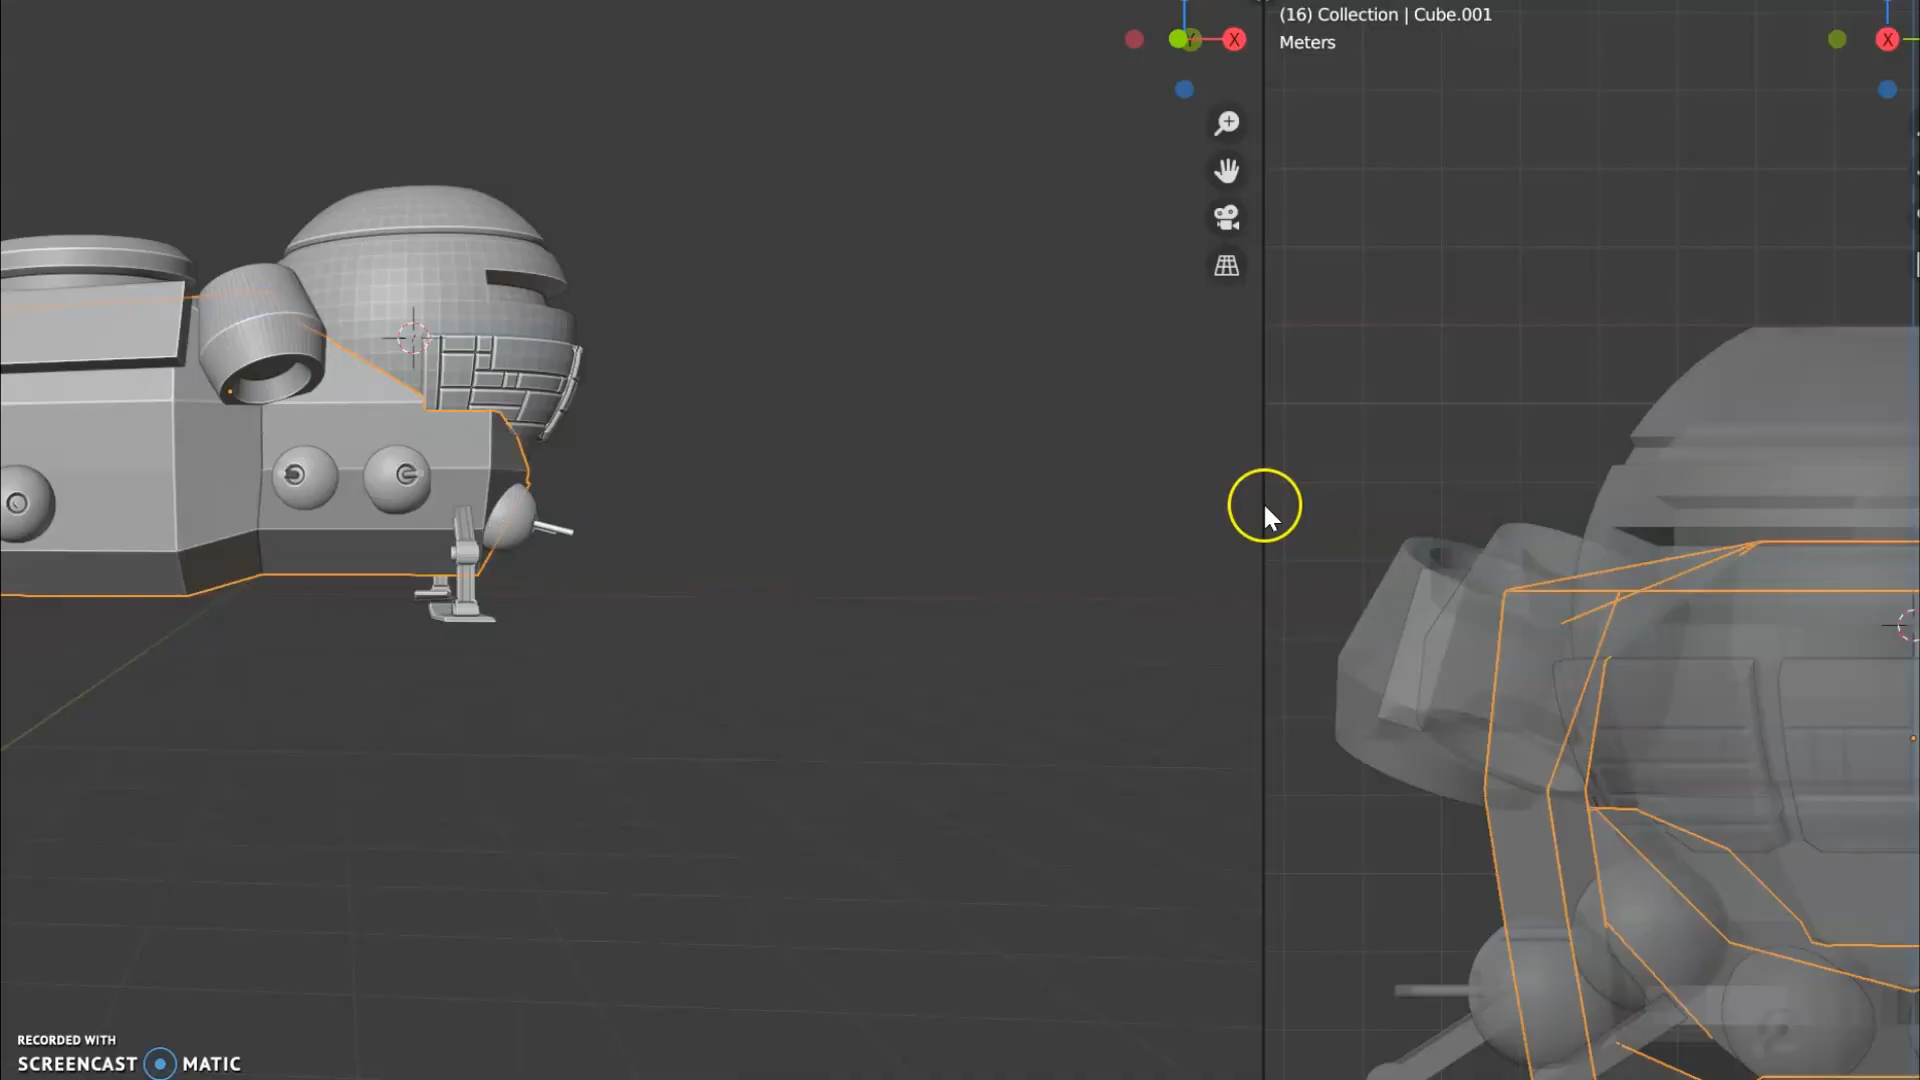 (16) Collection | Cube.001
Meters
Y
X
X
RECORDED WITH
SCREENCAST MATIC